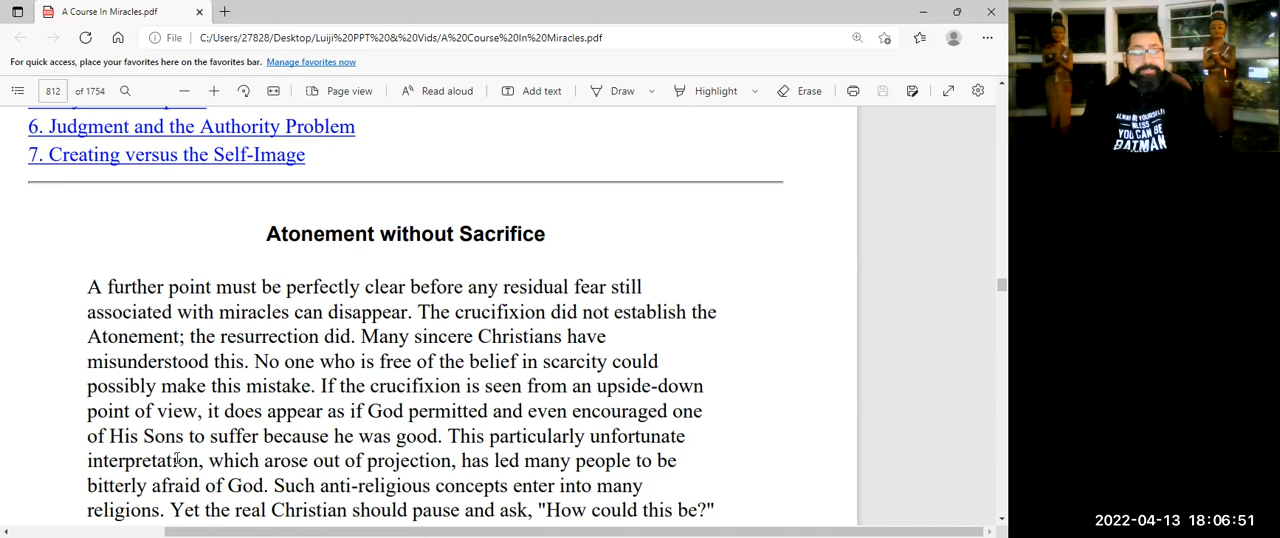 A Course In Miracles.pdf
File C:/Users/27828/Desktop/Luiji%20PPT%20&%20Vids/A%20Course%20In%20Miracles.pdf
For quick access, place your favorites here on the favorites bar. Manage favorites now
812 of 1754 Page view Read aloud Add text Draw Highlight Erase
6. Judgment and the Authority Problem
7. Creating versus the Self-Image
Atonement without Sacrifice
A further point must be perfectly clear before any residual fear still
associated with miracles can disappear. The crucifixion did not establish the
Atonement; the resurrection did. Many sincere Christians have
misunderstood this. No one who is free of the belief in scarcity could
possibly make this mistake. If the crucifixion is seen from an upside-down
point of view, it does appear as if God permitted and even encouraged one
of His Sons to suffer because he was good. This particularly unfortunate
interpretation, which arose out of projection, has led many people to be
bitterly afraid of God. Such anti-religious concepts enter into many
religions. Yet the real Christian should pause and ask, "How could this be?"
ALWAYS BE YOURSELF
UNLESS
YOU CAN BE
BATMAN
2022-04-13 18:06:51